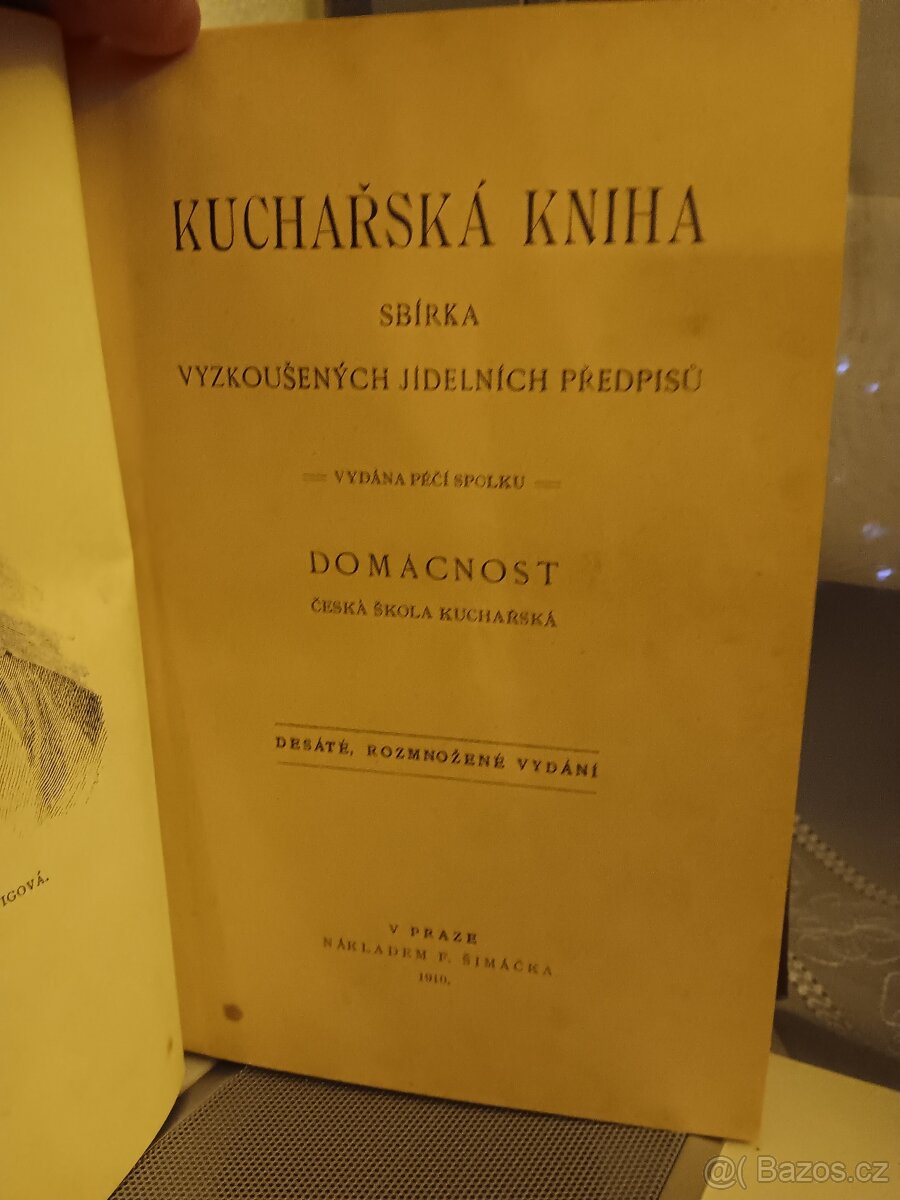 KUCHAŘSKÁ KNIHA
SBÍRKA
VYZKOUŠENÝCH JÍDELNÍCH PŘEDPISŮ
VYDÁNA PÉČÍ SPOLKU
DOMÁCNOST
ČESKÁ ŠKOLA KUCHAŘSKÁ
DESÁTÉ, ROZMNOŽENÉ VYDÁNÍ
V PRAZE
NÁKLADEM F. ŠIMÁČKA
1910.
IGOVÁ.
@( Bazos.cz